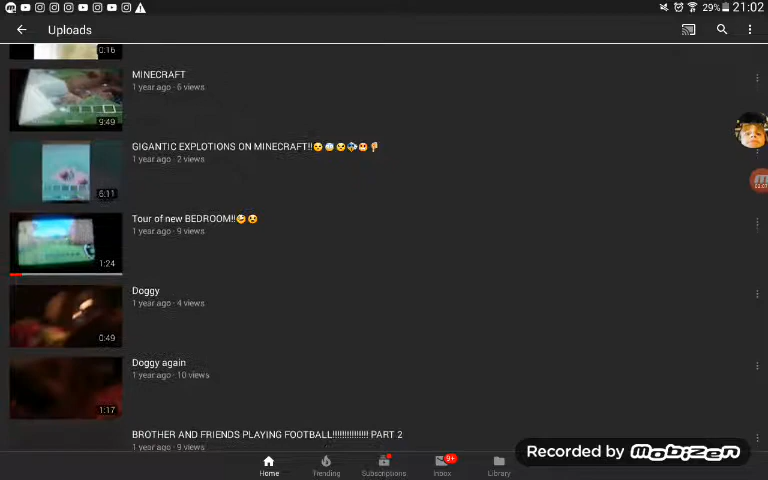 29% 21:02
Uploads
0:16
MINECRAFT
1 year ago · 6 views
9:49
GIGANTIC EXPLOTIONS ON MINECRAFT!!
1 year ago · 2 views
6:11
Tour of new BEDROOM!!
1 year ago · 9 views
1:24
Doggy
1 year ago · 4 views
0:49
Doggy again
1 year ago · 10 views
1:17
BROTHER AND FRIENDS PLAYING FOOTBALL!!!!!!!!!!!!!!! PART 2
1 year ago · 9 views
Recorded by mobizen
9+
Home Trending Subscriptions Inbox Library